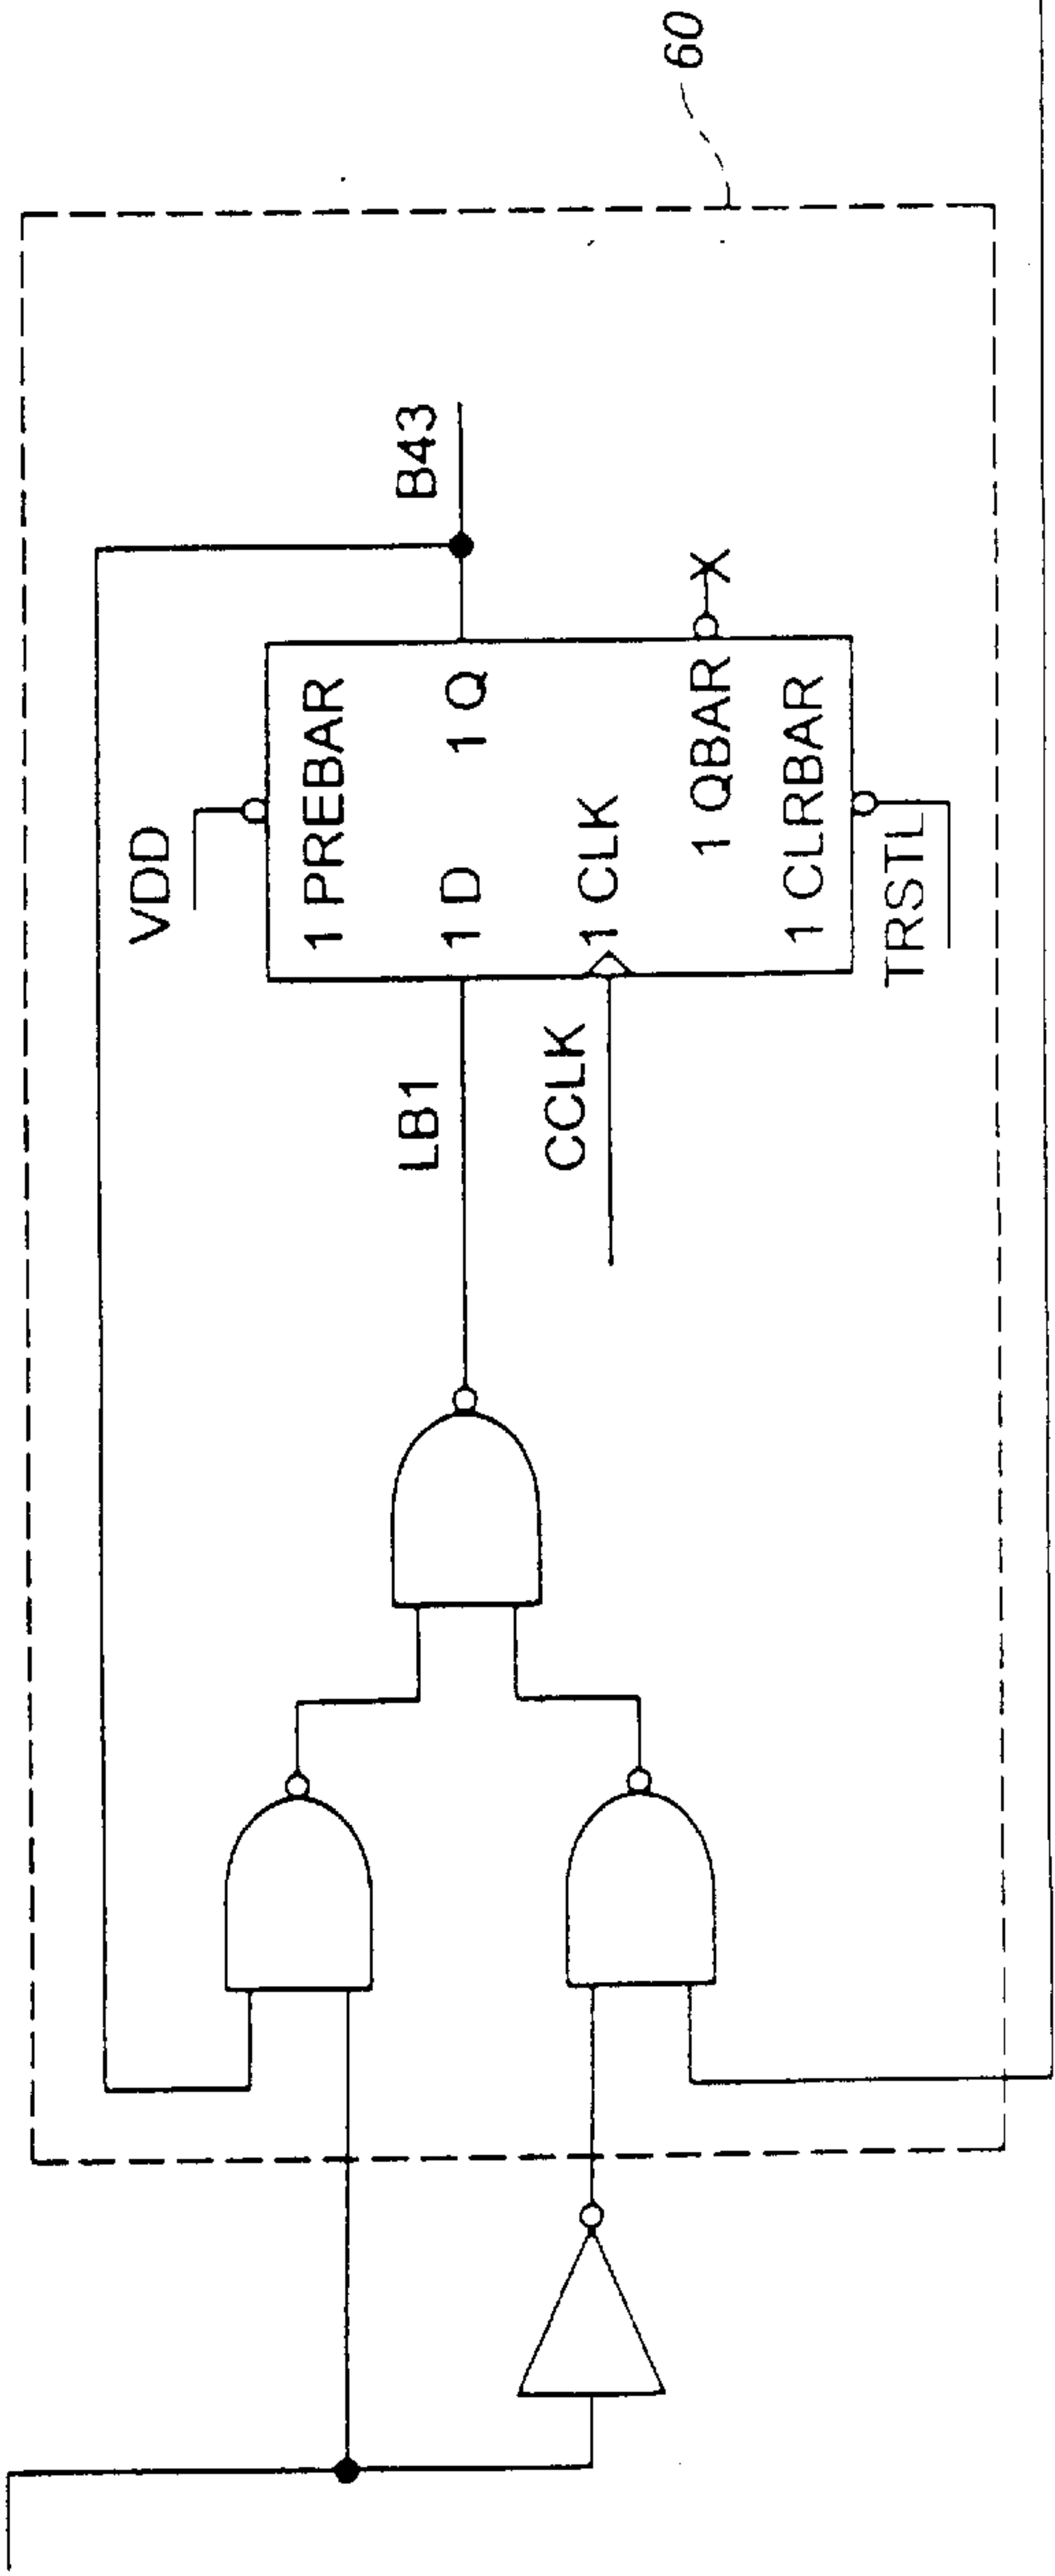 60
VDD
B43
1 PREBAR
LB1
1 D
1 Q
CCLK
1 CLK
1 QBAR
X
1 CLRBAR
TRSTL